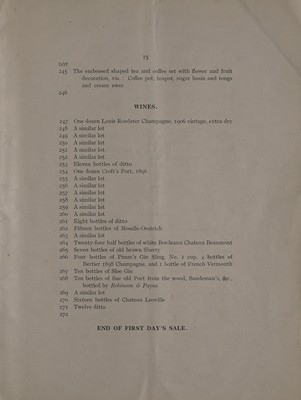 25
245 The embossed shaped tea and coffee set with flower and fruit
decoration, viz. : Coffee pot, teapot, sugar basin and tongs
and cream ewer
246
WINES.
247 One dozen Louis Roederer Champagne, 1906 vintage, extra dry
248 A similar lot
249 A similar lot
250 A similar lot
251 A similar lot
252 A similar lot
253 Eleven bottles of ditto
254 One dozen Croft's Port, 1896
255 A similar lot
256 A similar lot
257 A similar lot
258 A similar lot
259 A similar lot
260 A similar lot
261 Eight bottles of ditto
262 Fifteen bottles of Moselle-Oestrich
263 A similar lot
264 Twenty-four half bottles of white Bordeaux Chateau Beaumont
265 Seven bottles of old brown Sherry
266 Four bottles of Pimm's Gin Sling, No. 1 cup, 4 bottles of
Bertier 1898 Champagne, and 1 bottle of French Vermouth
267 Ten bottles of Sloe Gin
268 Ten bottles of fine old Port from the wood, Sandeman's, &c.,
bottled by Robinson & Payne
269 A similar lot
270 Sixteen bottles of Chateau Leoville
271 Twelve ditto
272
END OF FIRST DAY'S SALE.